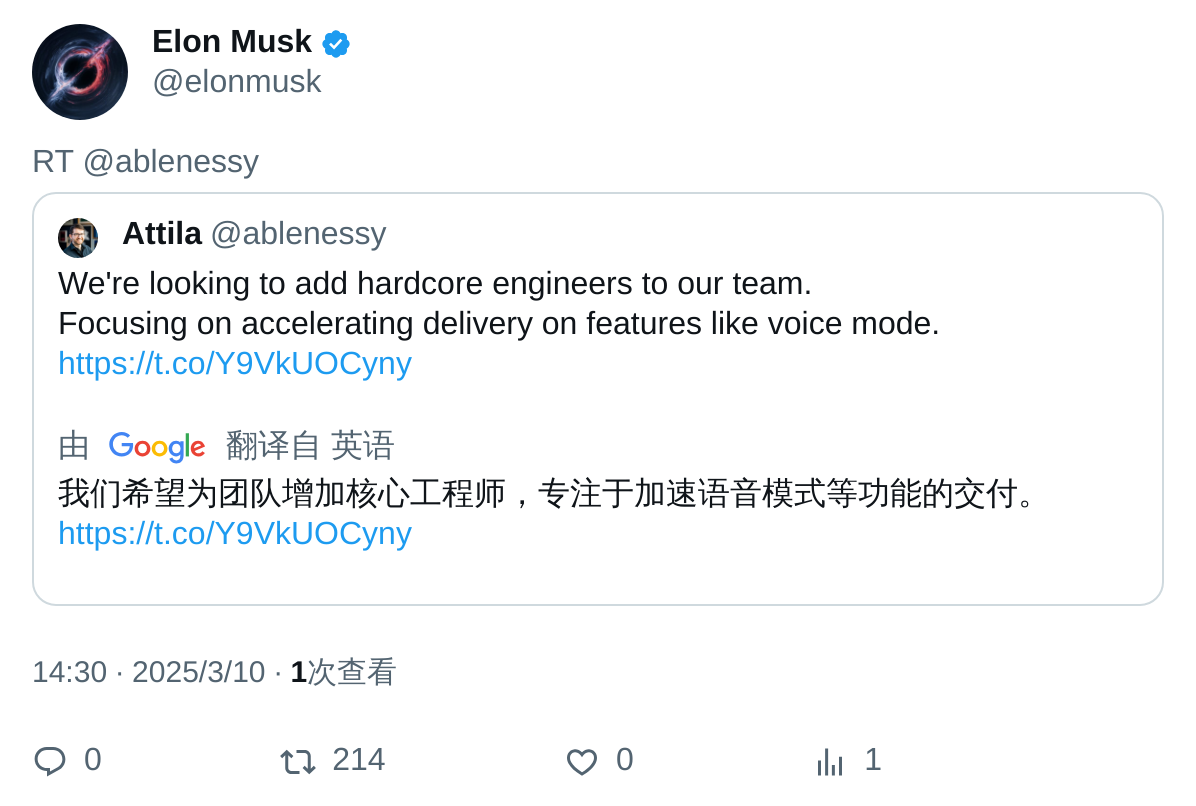 Elon Musk
@elonmusk
RT @ablenessy
Attila @ablenessy
We're looking to add hardcore engineers to our team.
Focusing on accelerating delivery on features like voice mode.
https://t.co/Y9VkUOCyny
由 Google 翻译自 英语
我们希望为团队增加核心工程师，专注于加速语音模式等功能的交付。
https://t.co/Y9VkUOCyny
14:30 · 2025/3/10 · 1次查看
0 214 0 1